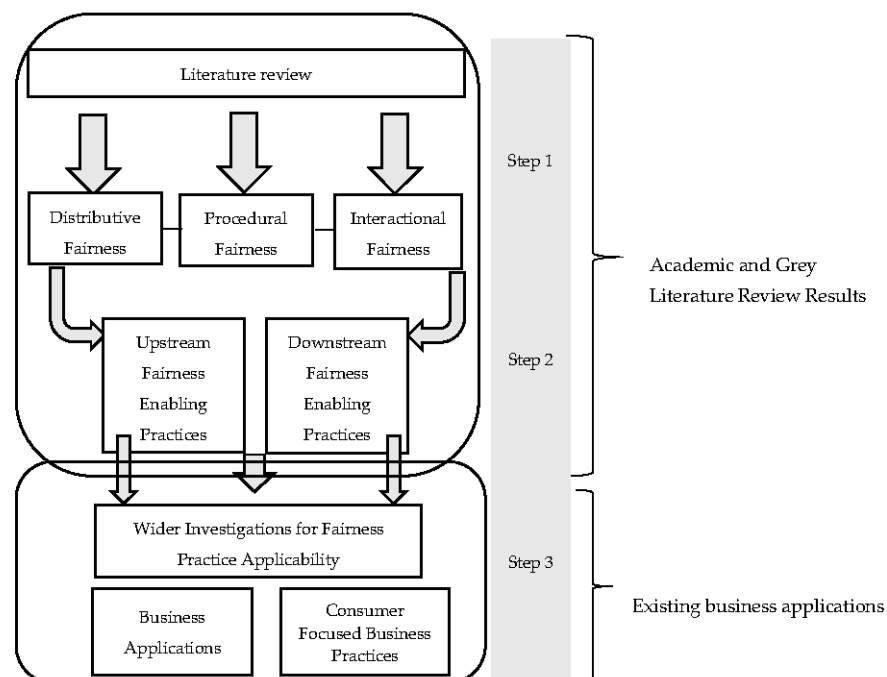 Literature review
Step 1
Distributive
Fairness
Procedural
Fairness
Interactional
Fairness
Academic and Grey
Literature Review Results
Upstream
Fairness
Enabling
Practices
Downstream
Fairness
Enabling
Practices
Step 2
Wider Investigations for Fairness
Practice Applicability
Step 3
Existing business applications
Business
Applications
Consumer
Focused Business
Practices